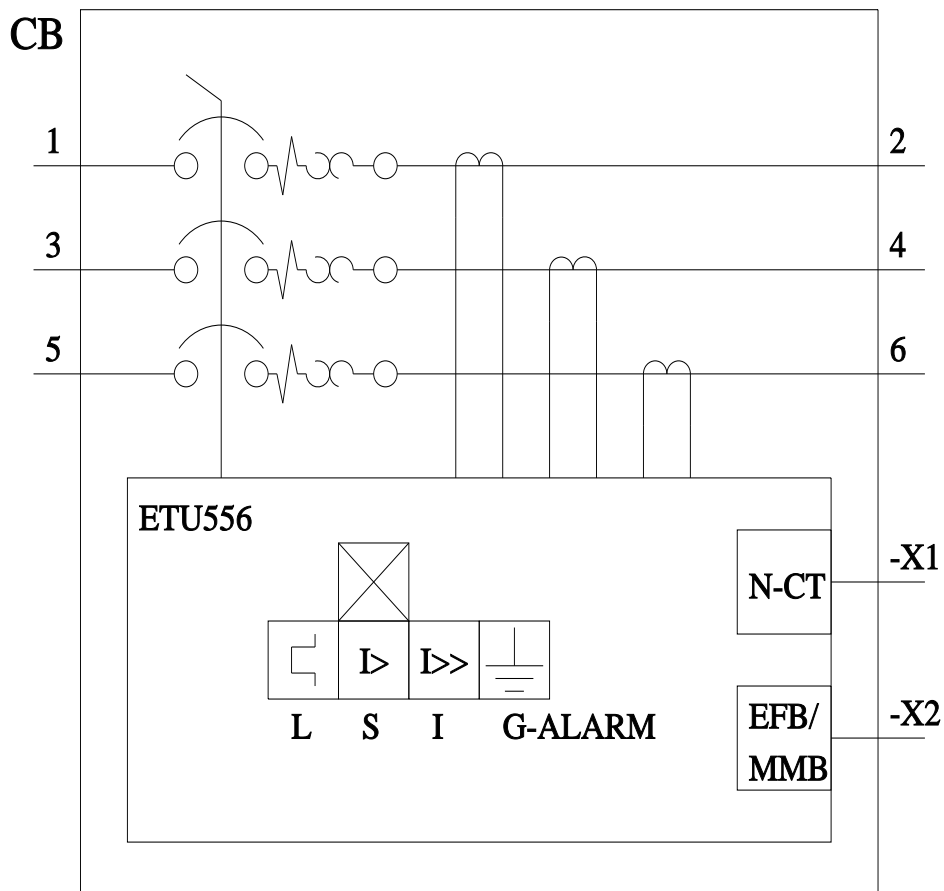 CB
1
2
3
4
5
6
ETU556
-X1
N-CT
I>
I>>
L
S
I
G-ALARM
EFB/
MMB
-X2